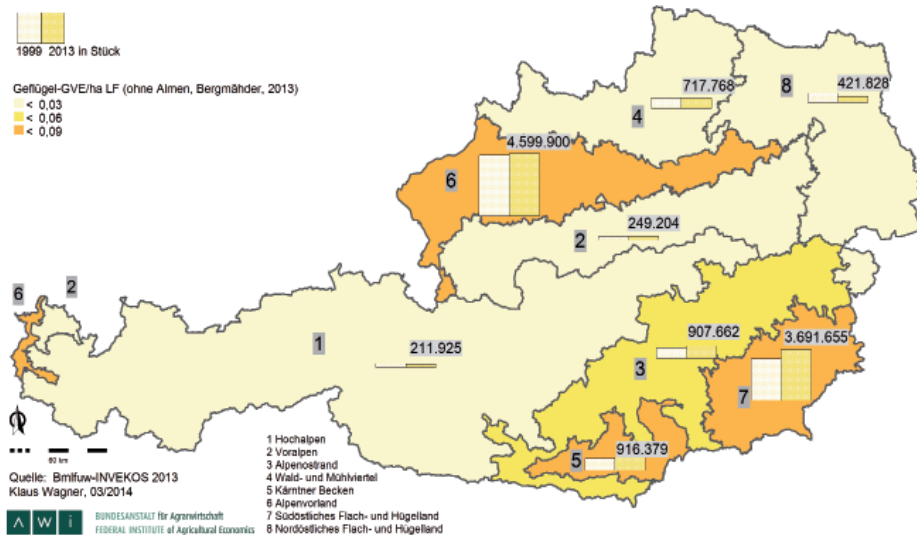 1999 2013 in Stück
Geflügel-GVE/ha LF (ohne Almen, Bergmähder, 2013)
< 0,03
< 0,06
< 0,09
717.768
4
8
421.828
4.599.900
6
2
249.204
6
2
1
211.925
907.662
3
3.691.655
7
5
916.379
60 km
Quelle: Bmlfuw-INVEKOS 2013
Klaus Wagner, 03/2014
1 Hochalpen
2 Voralpen
3 Alpenostrand
4 Wald- und Mühlviertel
5 Kärntner Becken
6 Alpenvorland
7 Südöstliches Flach- und Hügelland
8 Nordöstliches Flach- und Hügelland
AWi
BUNDESANSTALT für Agrarwirtschaft
FEDERAL INSTITUTE of Agricultural Economics